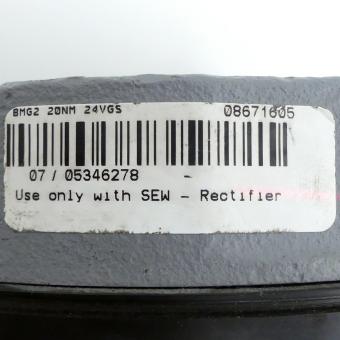 BMG2 20NM 24VGS 08671605
07 / 05346278 -
Use only with SEW - Rectifier